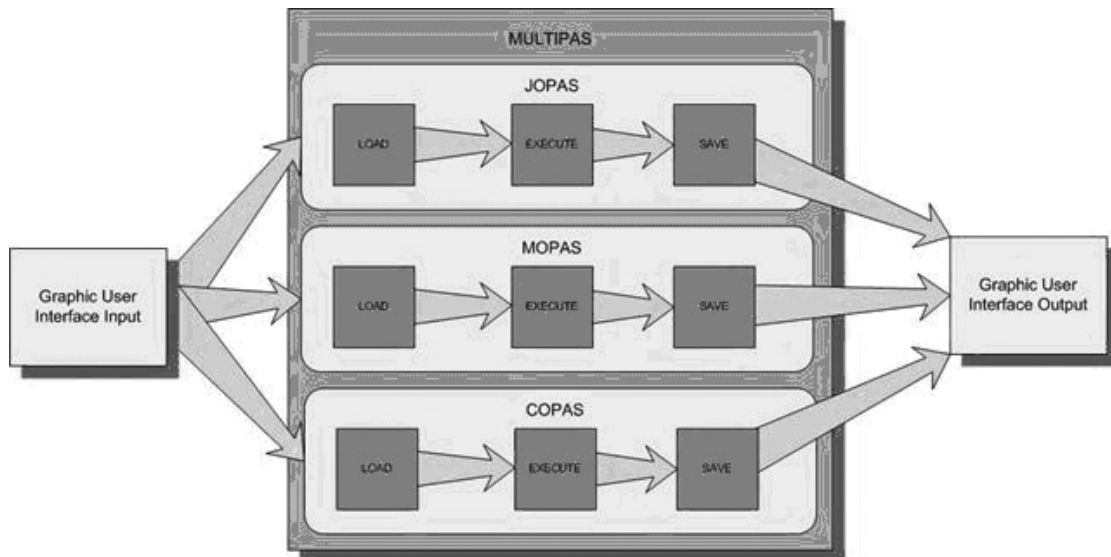 MULTIPAS
JOPAS
LOAD
EXECUTE
SAVE
MOPAS
LOAD
EXECUTE
SAVE
COPAS
LOAD
EXECUTE
SAVE
Graphic User
Interface Input
Graphic User
Interface Output